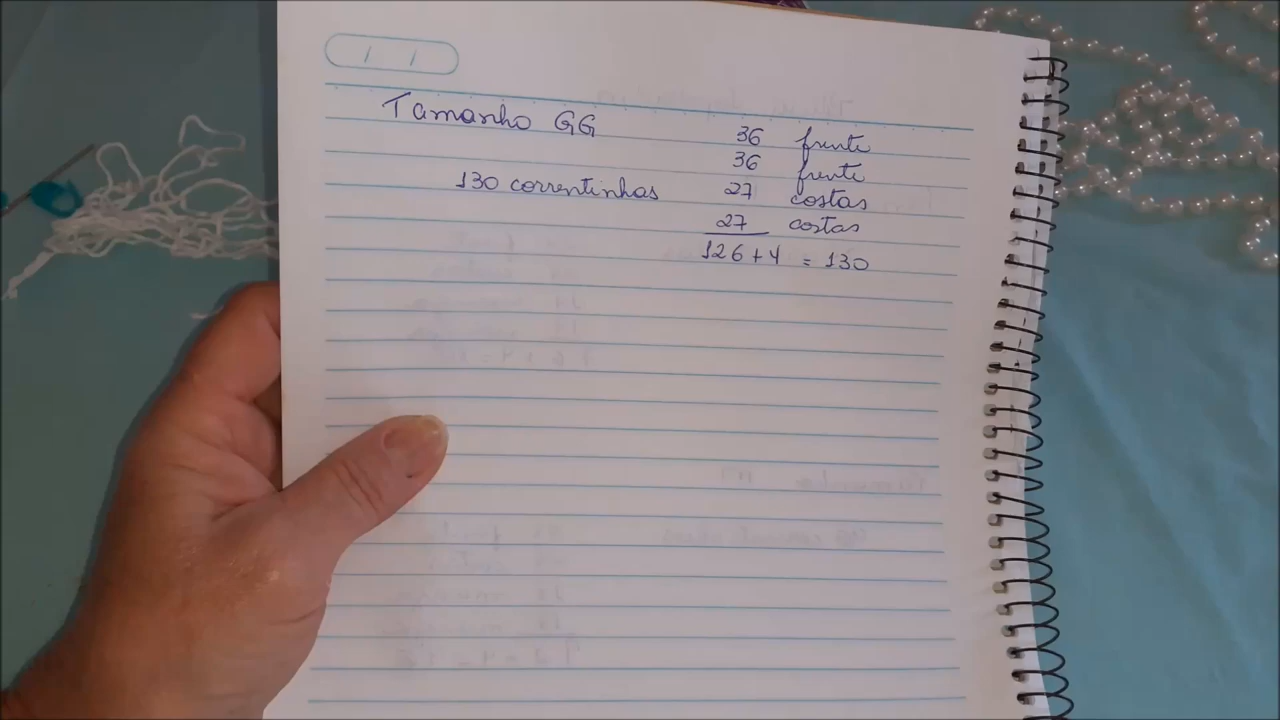 Tamanho GG
36 frente
36 frente
130 correntinhas 27 costas
27 costas
126 + 4 = 130